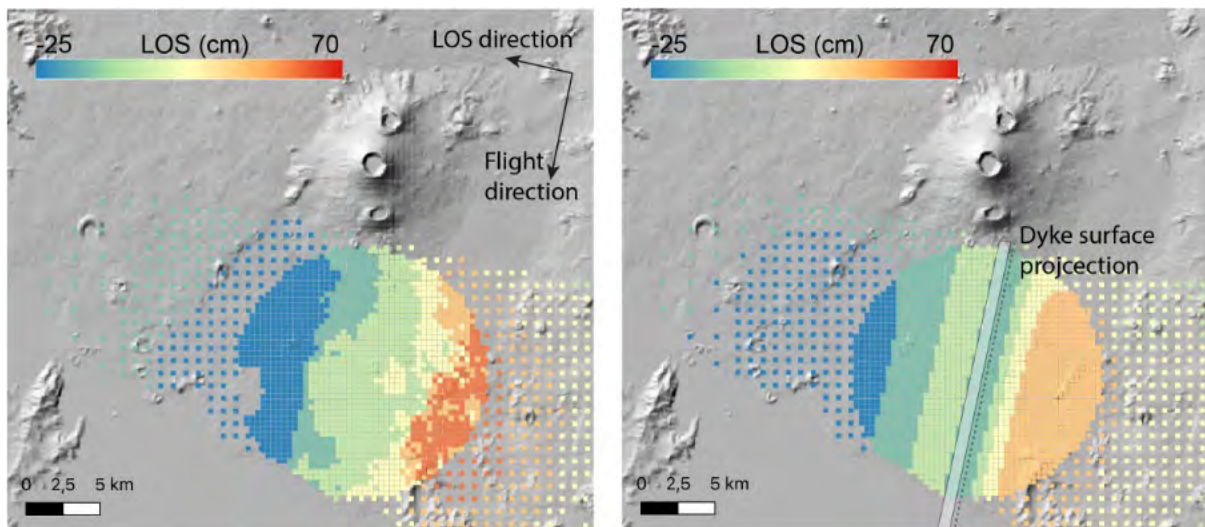 -25 LOS (cm) 70
LOS direction
Flight
direction
0 2,5 5 km
-25 LOS (cm) 70
Dyke surface
projcection
0 2,5 5 km